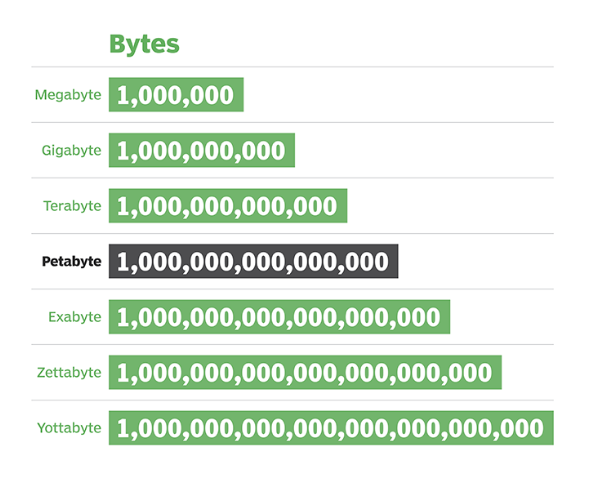 Bytes
Megabyte 1,000,000
Gigabyte 1,000,000,000
Terabyte 1,000,000,000,000
Petabyte 1,000,000,000,000,000
Exabyte 1,000,000,000,000,000,000
Zettabyte 1,000,000,000,000,000,000,000
Yottabyte 1,000,000,000,000,000,000,000,000